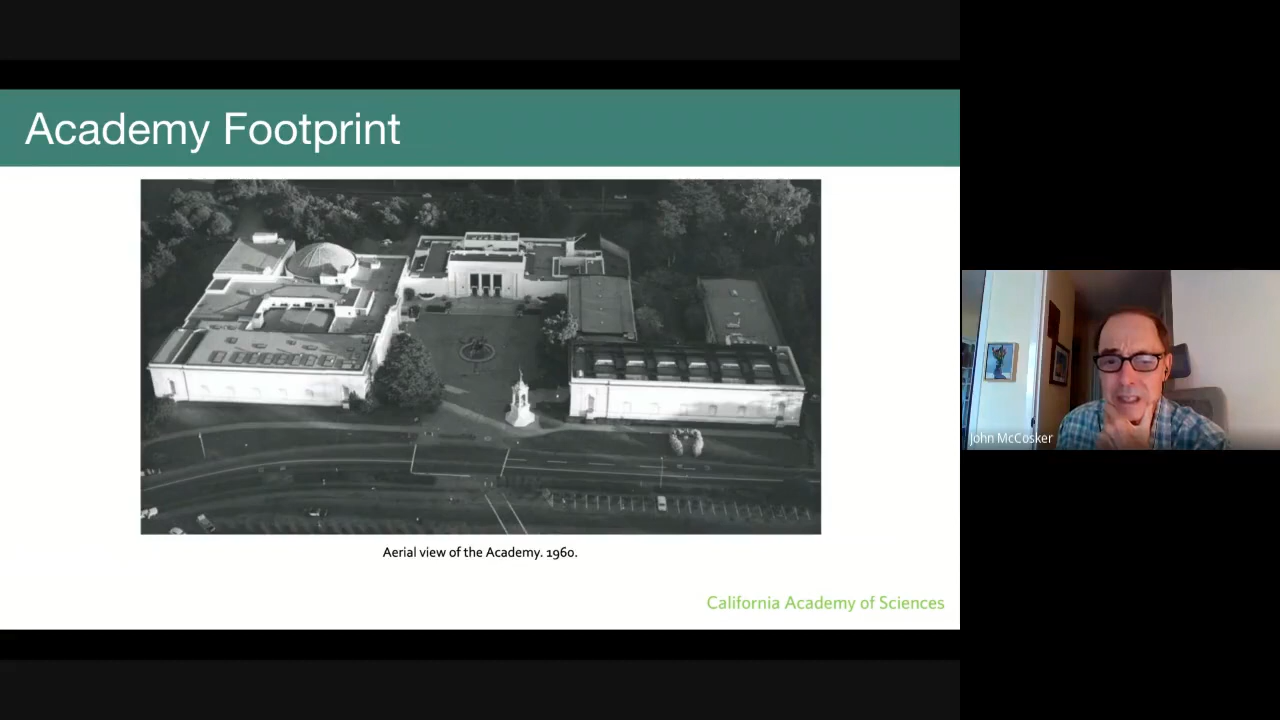 Academy Footprint
Aerial view of the Academy. 1960.
California Academy of Sciences
John McCosker